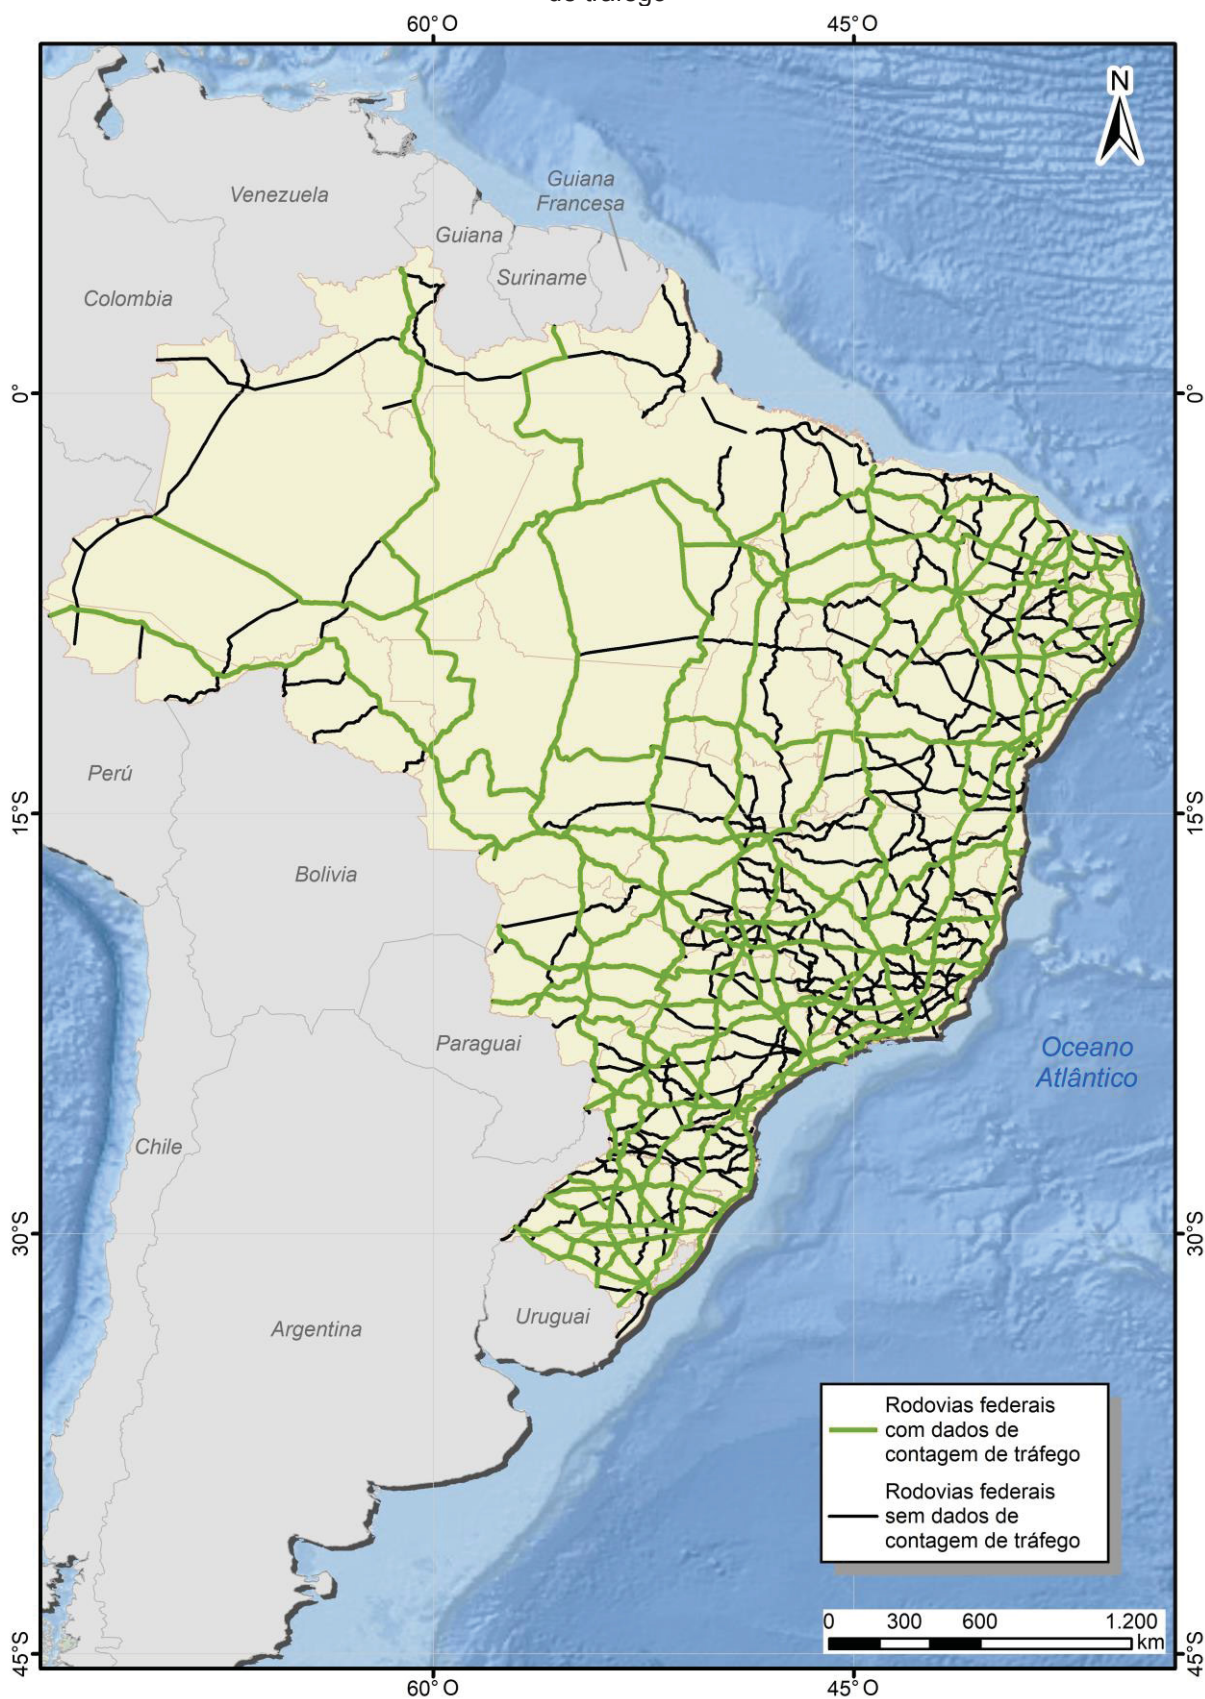 de tráfego
60° O
45° O
N
Guiana
Francesa
Venezuela
Guiana
Suriname
Colombia
0°
0°
Perú
15°S
15°S
Bolivia
Paraguai
Oceano
Atlântico
Chile
30°S
30°S
Uruguai
Argentina
Rodovias federais
com dados de
contagem de tráfego
Rodovias federais
sem dados de
contagem de tráfego
0 300 600 1.200
km
45°S
45°S
60° O
45° O